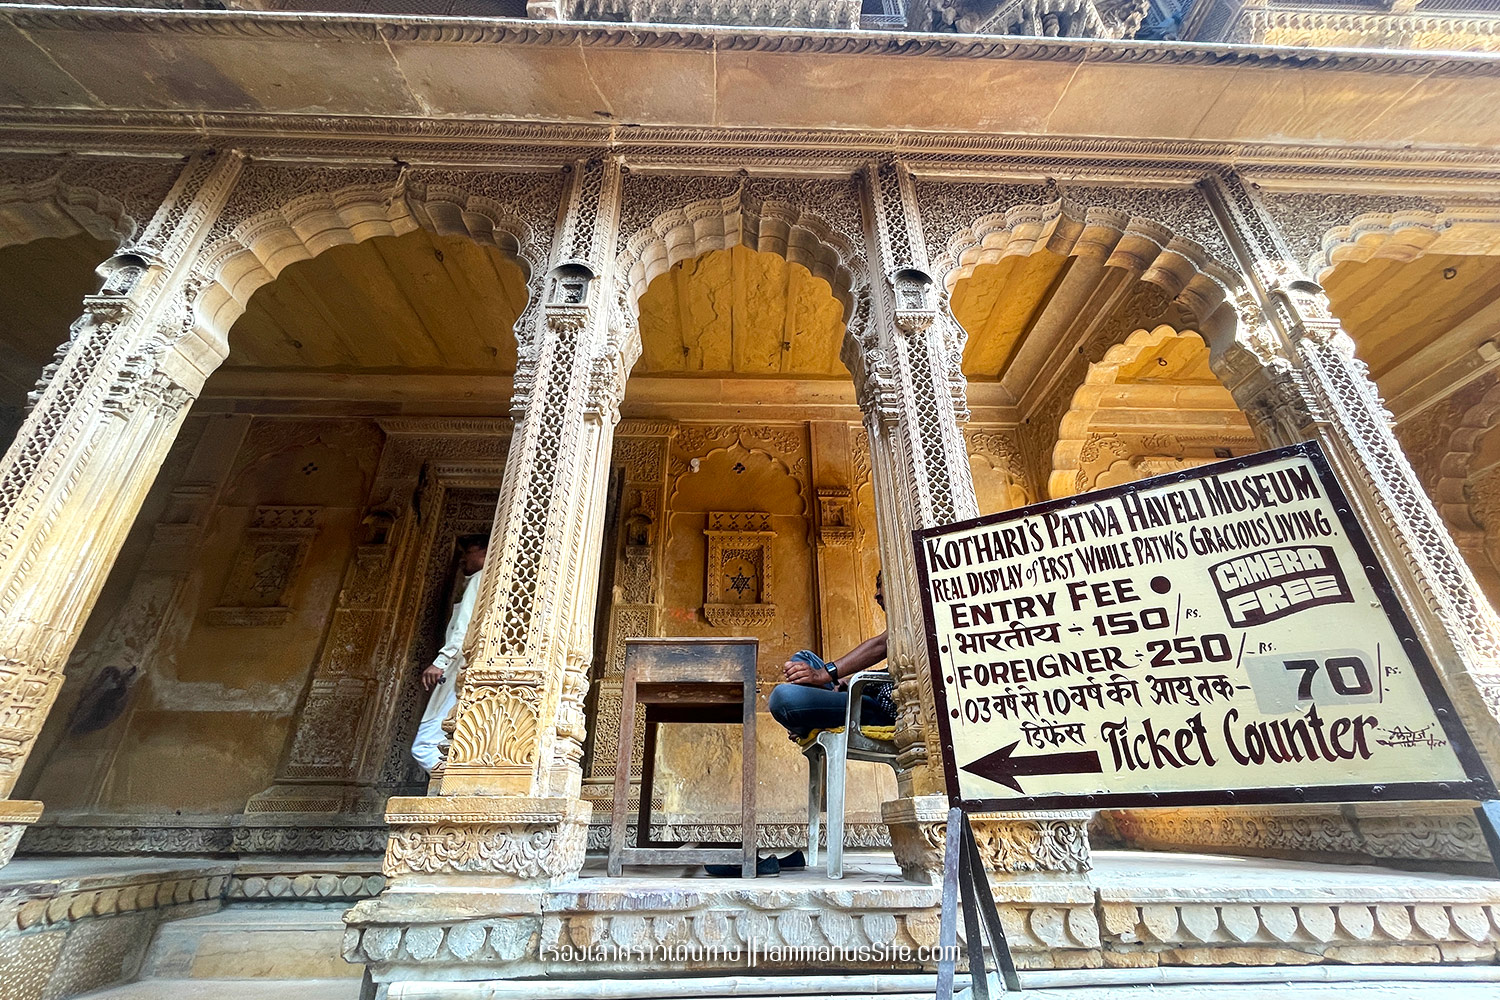 KOTHARI'S PATWA HAVELI MUSEUM
REAL DISPLAY of ERST WHILE PATW'S GRACIOUS LIVING.
ENTRY FEE ●
CAMERA
FREE
• भारतीय ÷ 150/ RS.
• FOREIGNER ÷ 250/- RS.
• 03 वर्ष से 10 वर्ष की आयु तक – 70/- RS.
डिफेंस
Ticket Counter
เรื่องเล่าคราวเดินทาง || IammanusSite.com